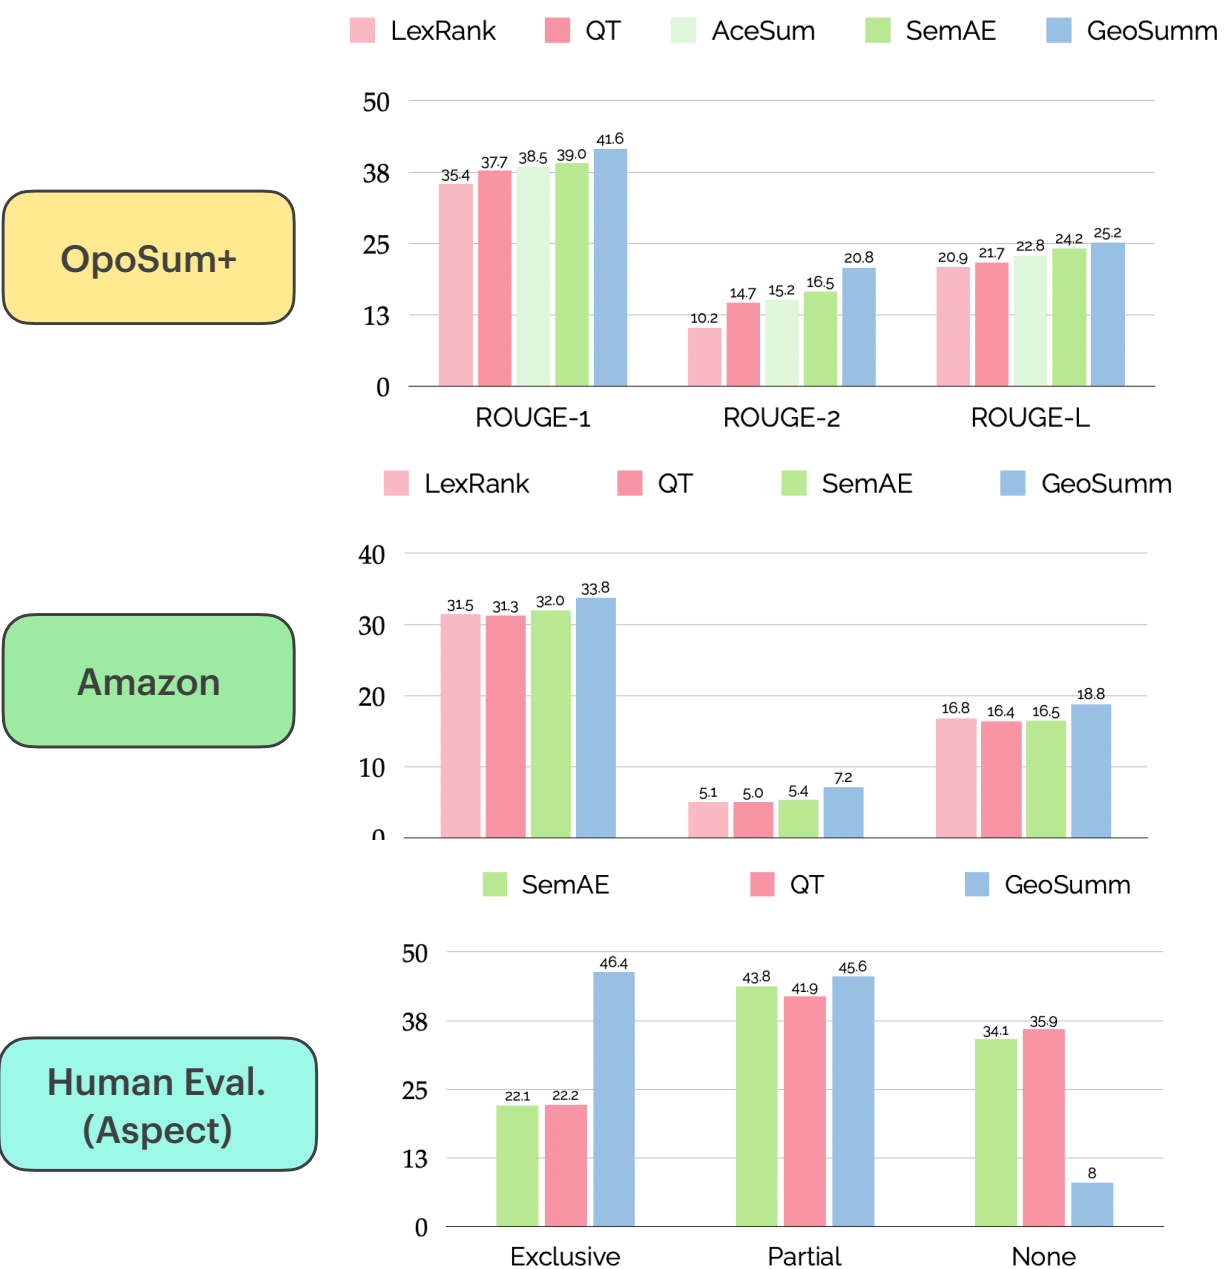 LexRank QT AceSum SemAE GeoSumm
50
38
25
13
0
35.4 37.7 38.5 39.0 41.6
10.2 14.7 15.2 16.5 20.8
20.9 21.7 22.8 24.2 25.2
ROUGE-1 ROUGE-2 ROUGE-L
OpoSum+
LexRank QT SemAE GeoSumm
40
30
20
10
0
31.5 31.3 32.0 33.8
5.1 5.0 5.4 7.2
16.8 16.4 16.5 18.8
Amazon
SemAE QT GeoSumm
50
38
25
13
0
22.1 22.2 46.4
43.8 41.9 45.6
34.1 35.9 8
Exclusive Partial None
Human Eval.
(Aspect)